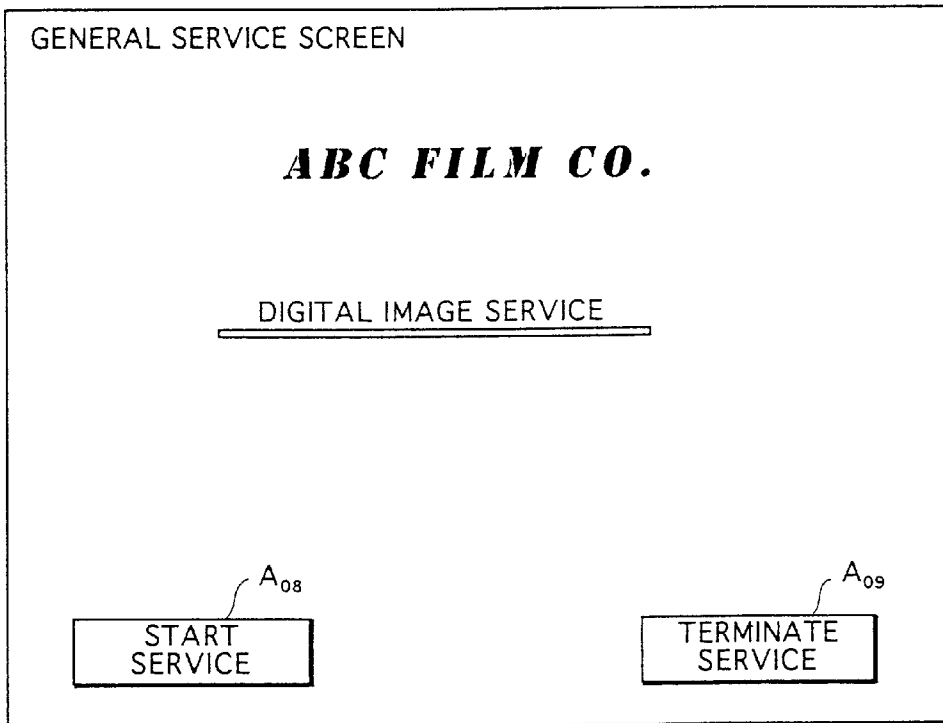 GENERAL SERVICE SCREEN
ABC FILM CO.
DIGITAL IMAGE SERVICE
A08
A09
START
SERVICE
TERMINATE
SERVICE